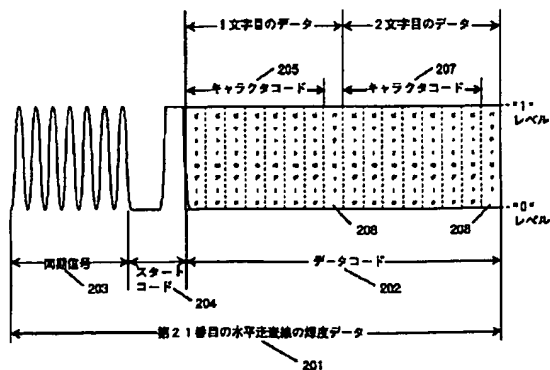 1文字目のデータ
2文字目のデータ
205
207
キャラクタコード
キャラクタコード
"1"
レベル
"0"
レベル
208
208
同期信号
203
スタート
コード
204
データコード
202
第21番目の水平走査線の輝度データ
201